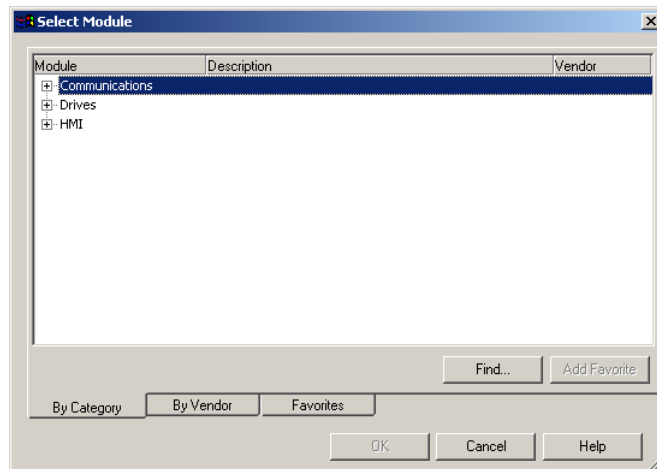 Select Module
Module Description Vendor
Communications
Drives
HMI
Find... Add Favorite
By Category By Vendor Favorites
OK Cancel Help